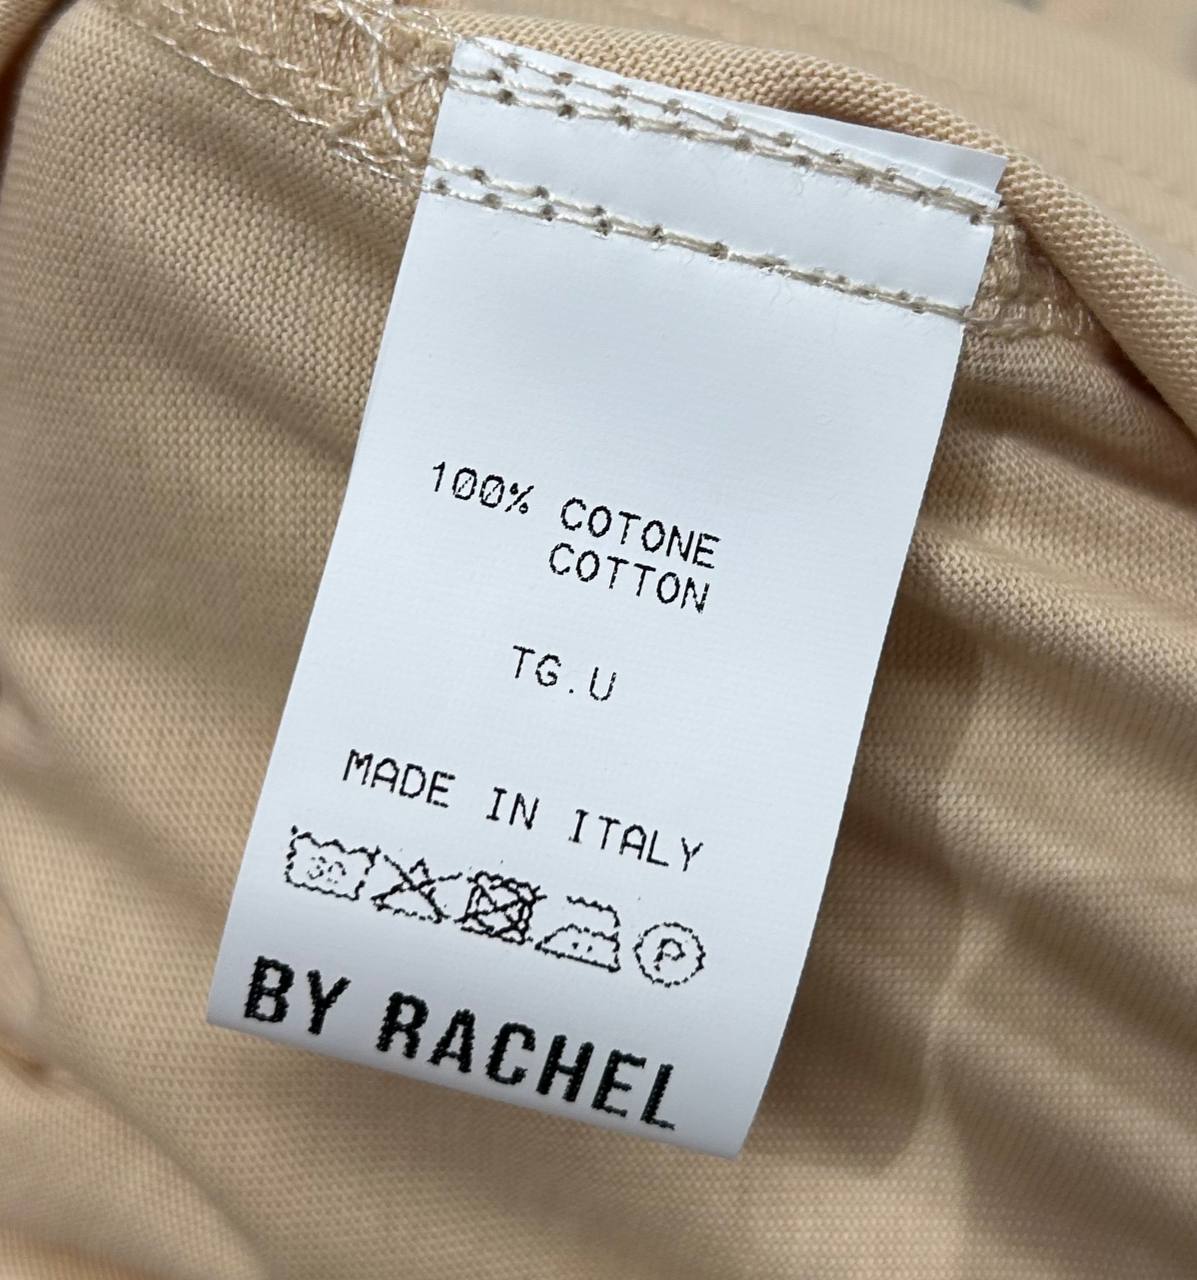 100% COTONE
COTTON
TG.U
MADE IN ITALY
30 P
BY RACHEL